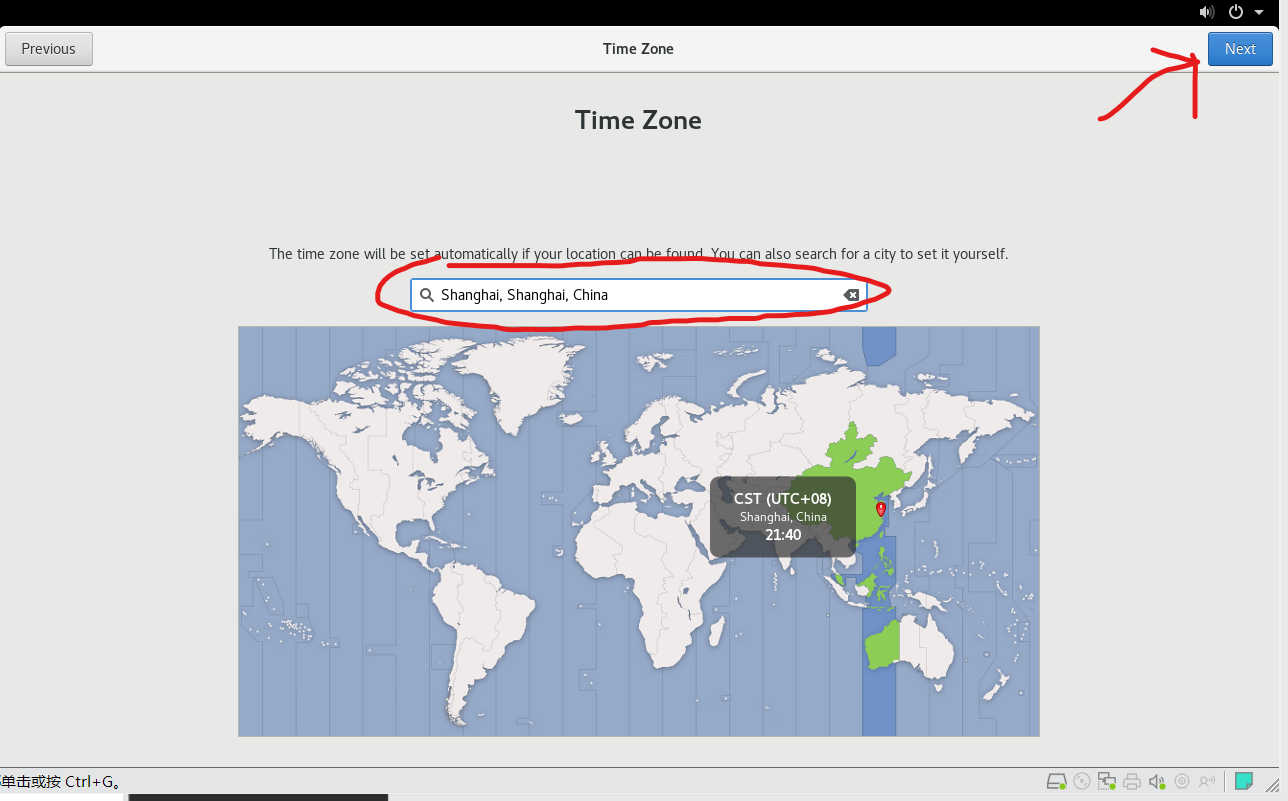 Previous
Time Zone
Next
Time Zone
The time zone will be set automatically if your location can be found. You can also search for a city to set it yourself.
Shanghai, Shanghai, China
CST (UTC+08)
Shanghai, China
21:40
单击或按 Ctrl+G。